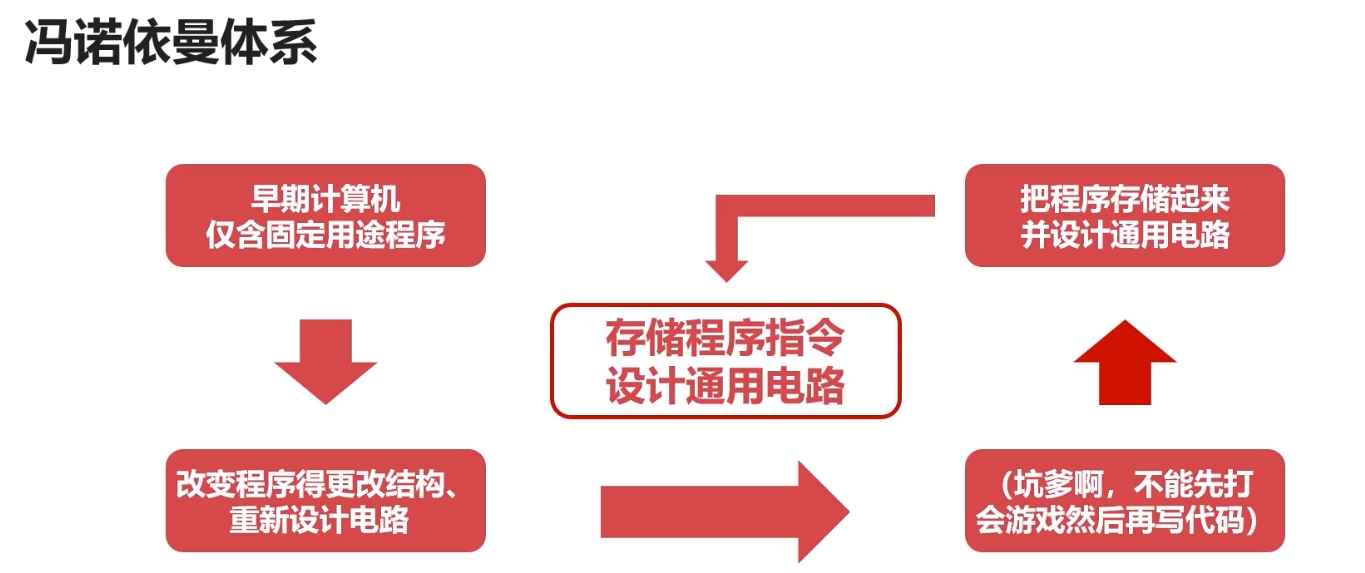 冯诺依曼体系
早期计算机
仅含固定用途程序
改变程序得更改结构、
重新设计电路
（坑爹啊，不能先打
会游戏然后再写代码）
把程序存储起来
并设计通用电路
存储程序指令
设计通用电路